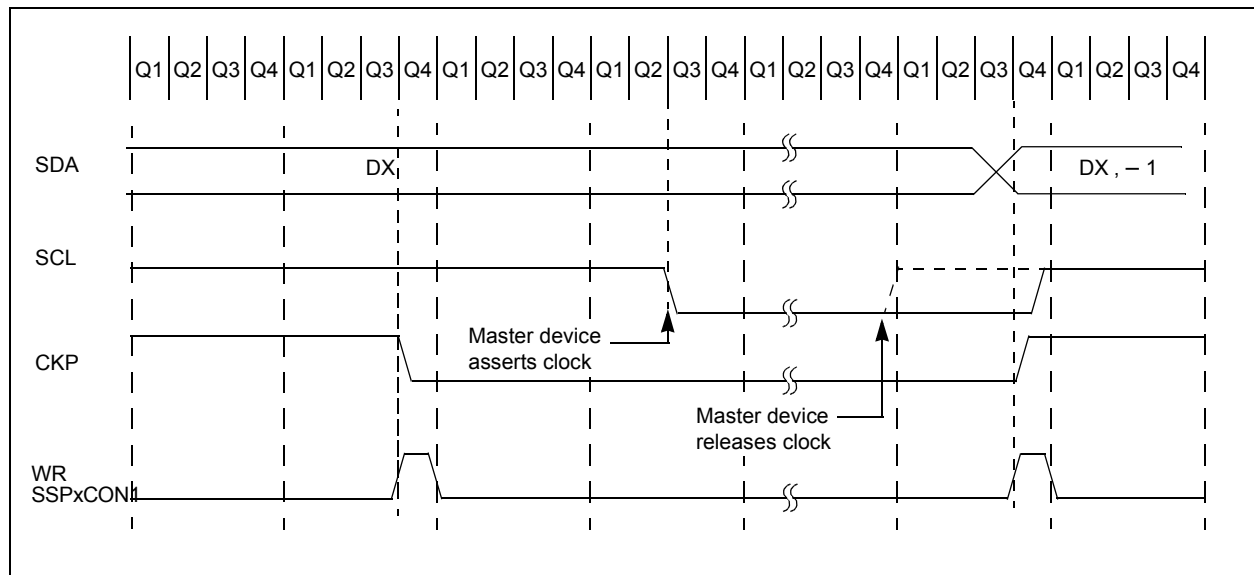 Q1 Q2 Q3 Q4 Q1 Q2 Q3 Q4 Q1 Q2 Q3 Q4 Q1 Q2 Q3 Q4 Q1 Q2 Q3 Q4 Q1 Q2 Q3 Q4 Q1 Q2 Q3 Q4
SDA
DX
DX , – 1
SCL
Master device
asserts clock
CKP
Master device
releases clock
WR
SSPxCON1